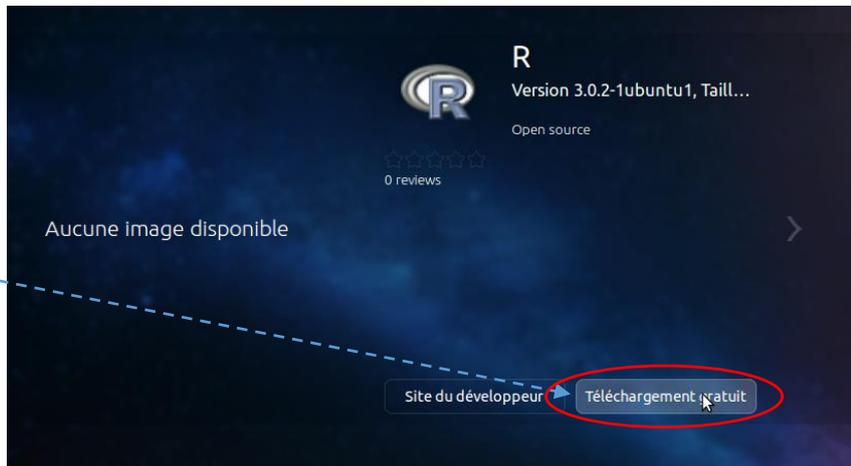 R
R
Version 3.0.2-1ubuntu1, Taill...
Open source
0 reviews
Aucune image disponible
Site du développeur
Téléchargement gratuit